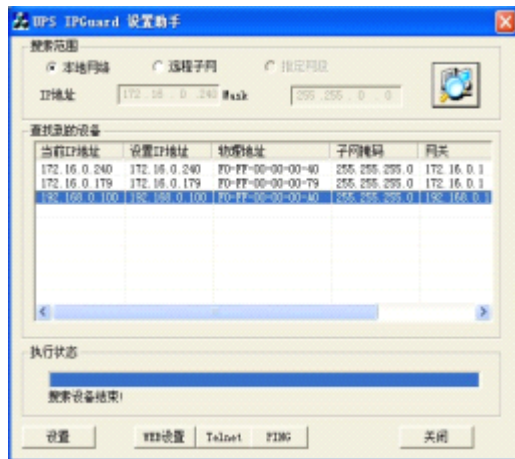 UPS IPGuard 设置助手
搜索范围
本地网络 远程子网 指定网段
IP地址 172 . 16 . 0 . 240 Mask 255 . 255 . 0 . 0
查找到的设备
当前IP地址 设置IP地址 物理地址 子网掩码 网关
172.16.0.240 172.16.0.240 F0-FF-00-00-00-40 255.255.255.0 172.16.0.1
172.16.0.179 172.16.0.179 F0-FF-00-00-00-79 255.255.255.0 172.16.0.1
192.168.0.100 192.168.0.100 F0-FF-00-00-00-A0 255.255.255.0 192.168.0.1
执行状态
搜索设备结束!
设置 WEB设置 Telnet PING 关闭